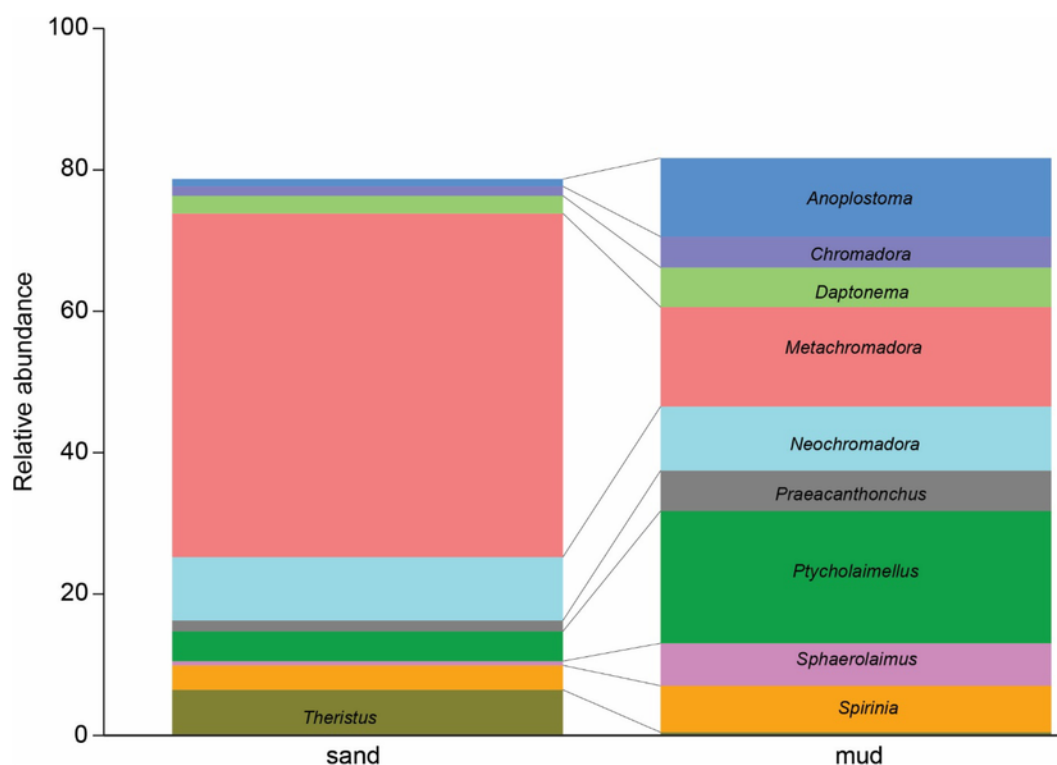 100
80
60
40
20
0
Relative abundance
Anoplostoma
Chromadora
Daptonema
Metachromadora
Neochromadora
Praeacanthonchus
Ptycholaimellus
Sphaerolaimus
Spirinia
Theristus
sand
mud